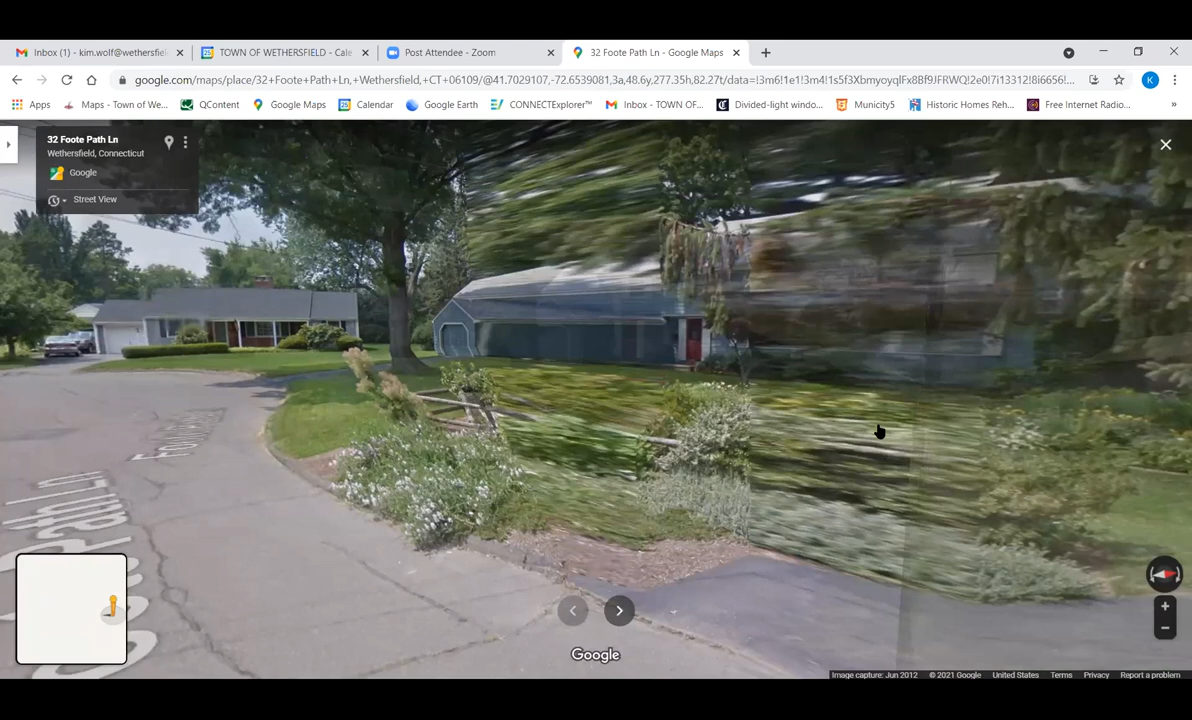 Inbox (1) - kim.wolf@wethersfie
TOWN OF WETHERSFIELD - Cale
Post Attendee - Zoom
32 Foote Path Ln - Google Maps
google.com/maps/place/32+Foote+Path+Ln,+Wethersfield,+CT+06109/@41.7029107,-72.6539081,3a,48.6y,277.35h,82.27t/data=!3m6!1e1!3m4!1s5f3XbmyoyqIFx8Bf9JFRWQ!2e0!7i13312!8i6656!...
K
Apps
Maps - Town of We...
QContent
Google Maps
Calendar
Google Earth
CONNECTExplorer™
Inbox - TOWN OF...
Divided-light windo...
Municity5
Historic Homes Reh...
Free Internet Radio...
»
32 Foote Path Ln
Wethersfield, Connecticut
Google
Street View
Path Ln
Google
Image capture: Jun 2012 © 2021 Google United States Terms Privacy Report a problem